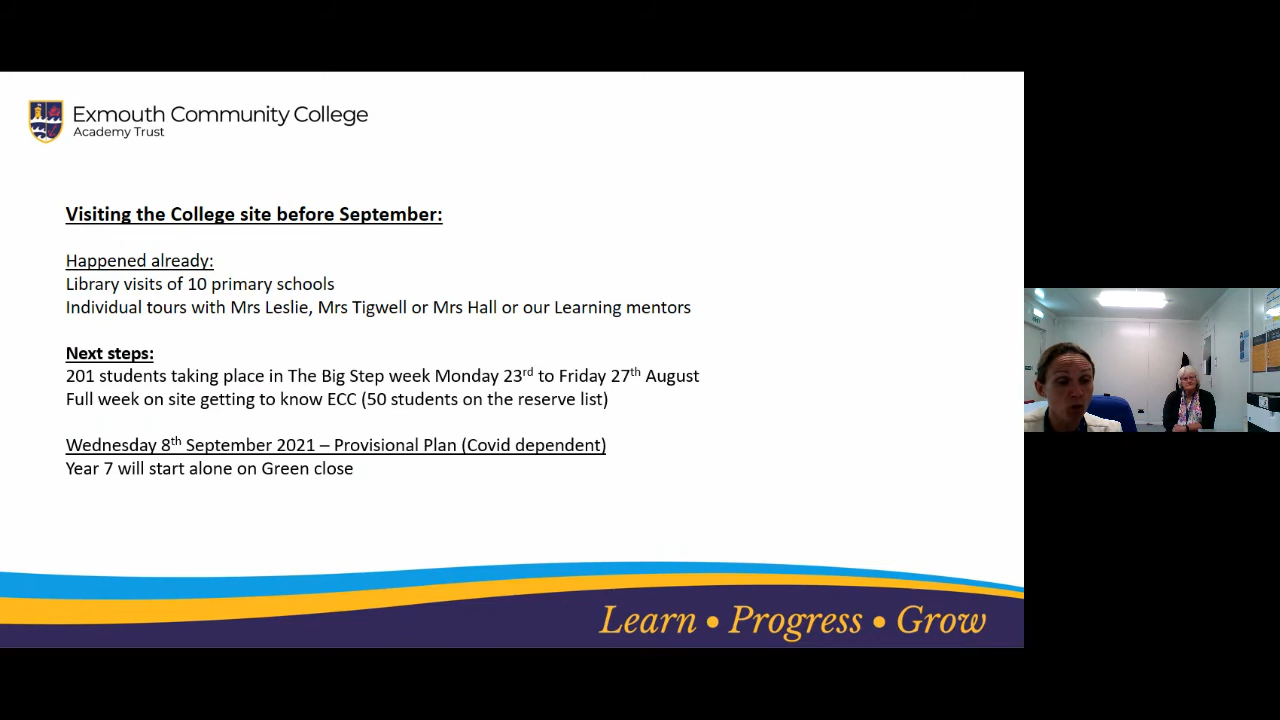 Exmouth Community College
Academy Trust
Visiting the College site before September:
Happened already:
Library visits of 10 primary schools
Individual tours with Mrs Leslie, Mrs Tigwell or Mrs Hall or our Learning mentors
Next steps:
201 students taking place in The Big Step week Monday 23rd to Friday 27th August
Full week on site getting to know ECC (50 students on the reserve list)
Wednesday 8th September 2021 – Provisional Plan (Covid dependent)
Year 7 will start alone on Green close
Learn • Progress • Grow